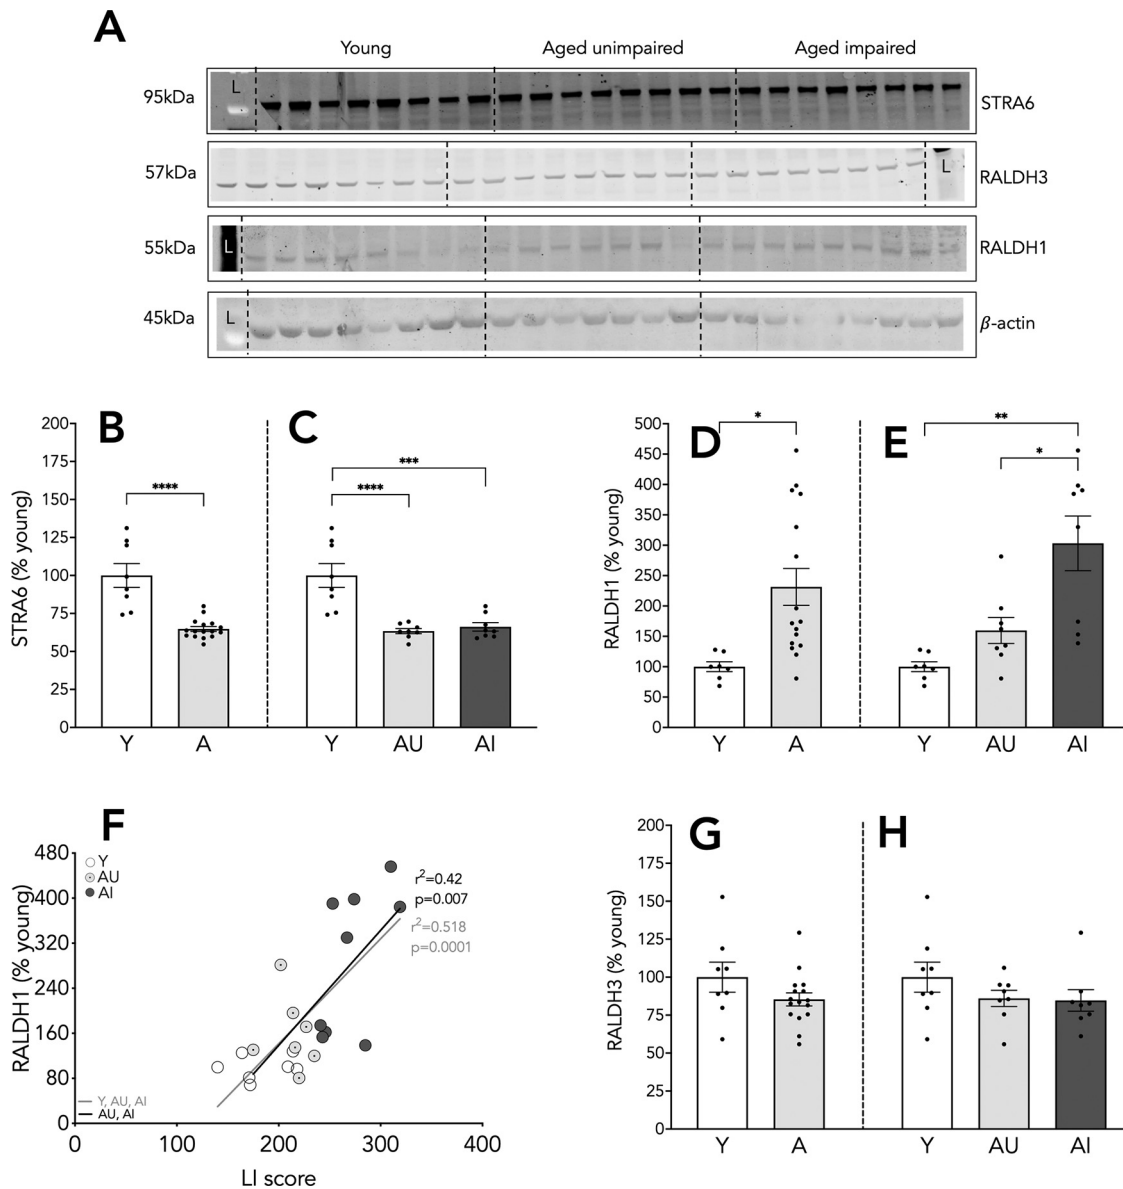 A
Young Aged unimpaired Aged impaired
95kDa L STRA6
57kDa L RALDH3
55kDa L RALDH1
45kDa L β-actin
B
C
STRA6 (% young)
200
175
150
125
100
75
50
25
0
****
****
***
Y A Y AU AI
D
E
RALDH1 (% young)
500
450
400
350
300
250
200
150
100
50
0
*
**
*
Y A Y AU AI
F
RALDH1 (% young)
480
400
320
240
160
80
0
Y
AU
AI
r²=0.42
p=0.007
r²=0.518
p=0.0001
Y, AU, AI
AU, AI
0 100 200 300 400
LI score
G
H
RALDH3 (% young)
200
175
150
125
100
75
50
25
0
Y A Y AU AI